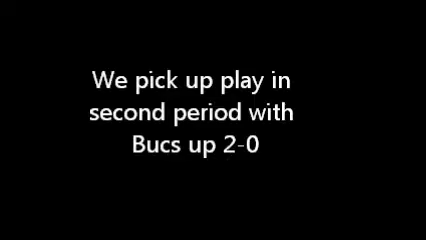 We pick up play in
second period with
Bucs up 2-0